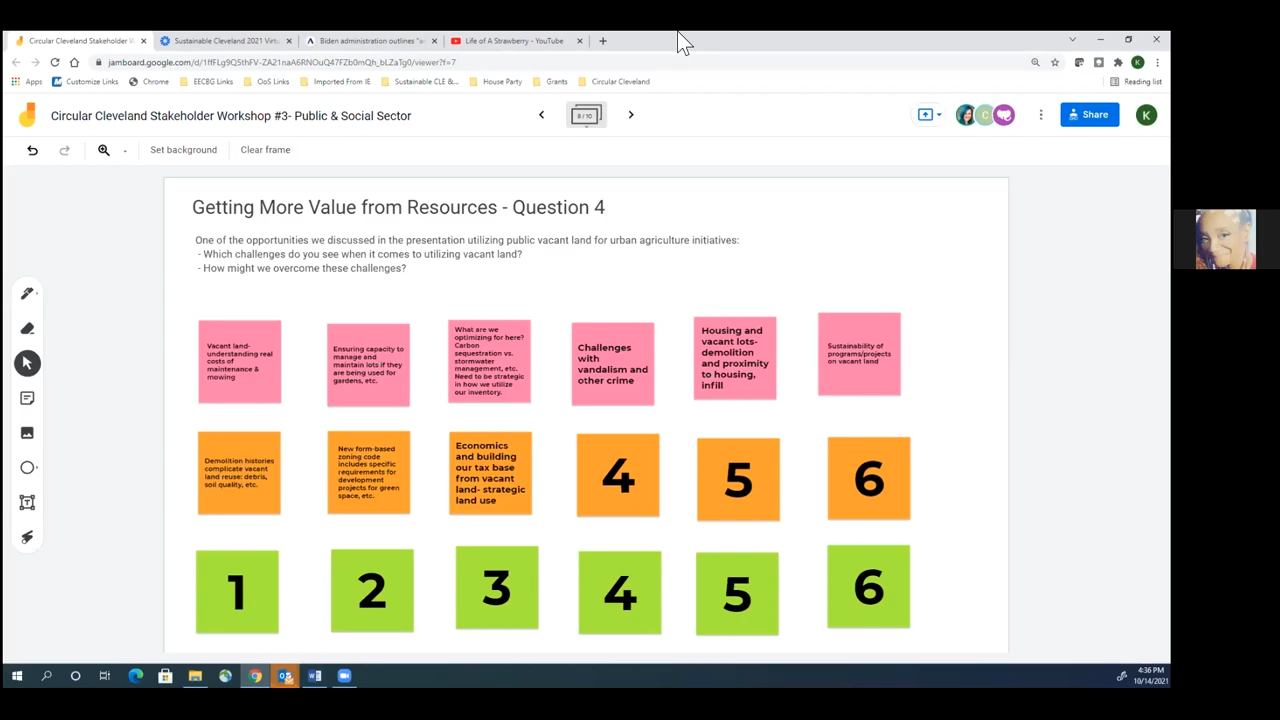 Circular Cleveland Stakeholder W
Sustainable Cleveland 2021 Virtu
Biden administration outlines "a
Life of A Strawberry - YouTube
jamboard.google.com/d/1ffFLg9Q5thFV-ZA21naA6RNOuQ47FZb0mQh_bLZaTg0/viewer?f=7
Apps
Customize Links
Chrome
EECBG Links
OoS Links
Imported From IE
Sustainable CLE &...
House Party
Grants
Circular Cleveland
Reading list
Circular Cleveland Stakeholder Workshop #3- Public & Social Sector
8 / 10
C
Share
K
Set background
Clear frame
Getting More Value from Resources - Question 4
One of the opportunities we discussed in the presentation utilizing public vacant land for urban agriculture initiatives:
- Which challenges do you see when it comes to utilizing vacant land?
- How might we overcome these challenges?
Vacant land-
understanding real
costs of
maintenance &
mowing
Ensuring capacity to
manage and
maintain lots if they
are being used for
gardens, etc.
What are we
optimizing for here?
Carbon
sequestration vs.
stormwater
management, etc.
Need to be strategic
in how we utilize
our inventory.
Challenges
with
vandalism and
other crime
Housing and
vacant lots-
demolition
and proximity
to housing,
infill
Sustainability of
programs/projects
on vacant land
Demolition histories
complicate vacant
land reuse: debris,
soil quality, etc.
New form-based
zoning code
includes specific
requirements for
development
projects for green
space, etc.
Economics
and building
our tax base
from vacant
land- strategic
land use
4
5
6
1
2
3
4
5
6
4:36 PM
10/14/2021